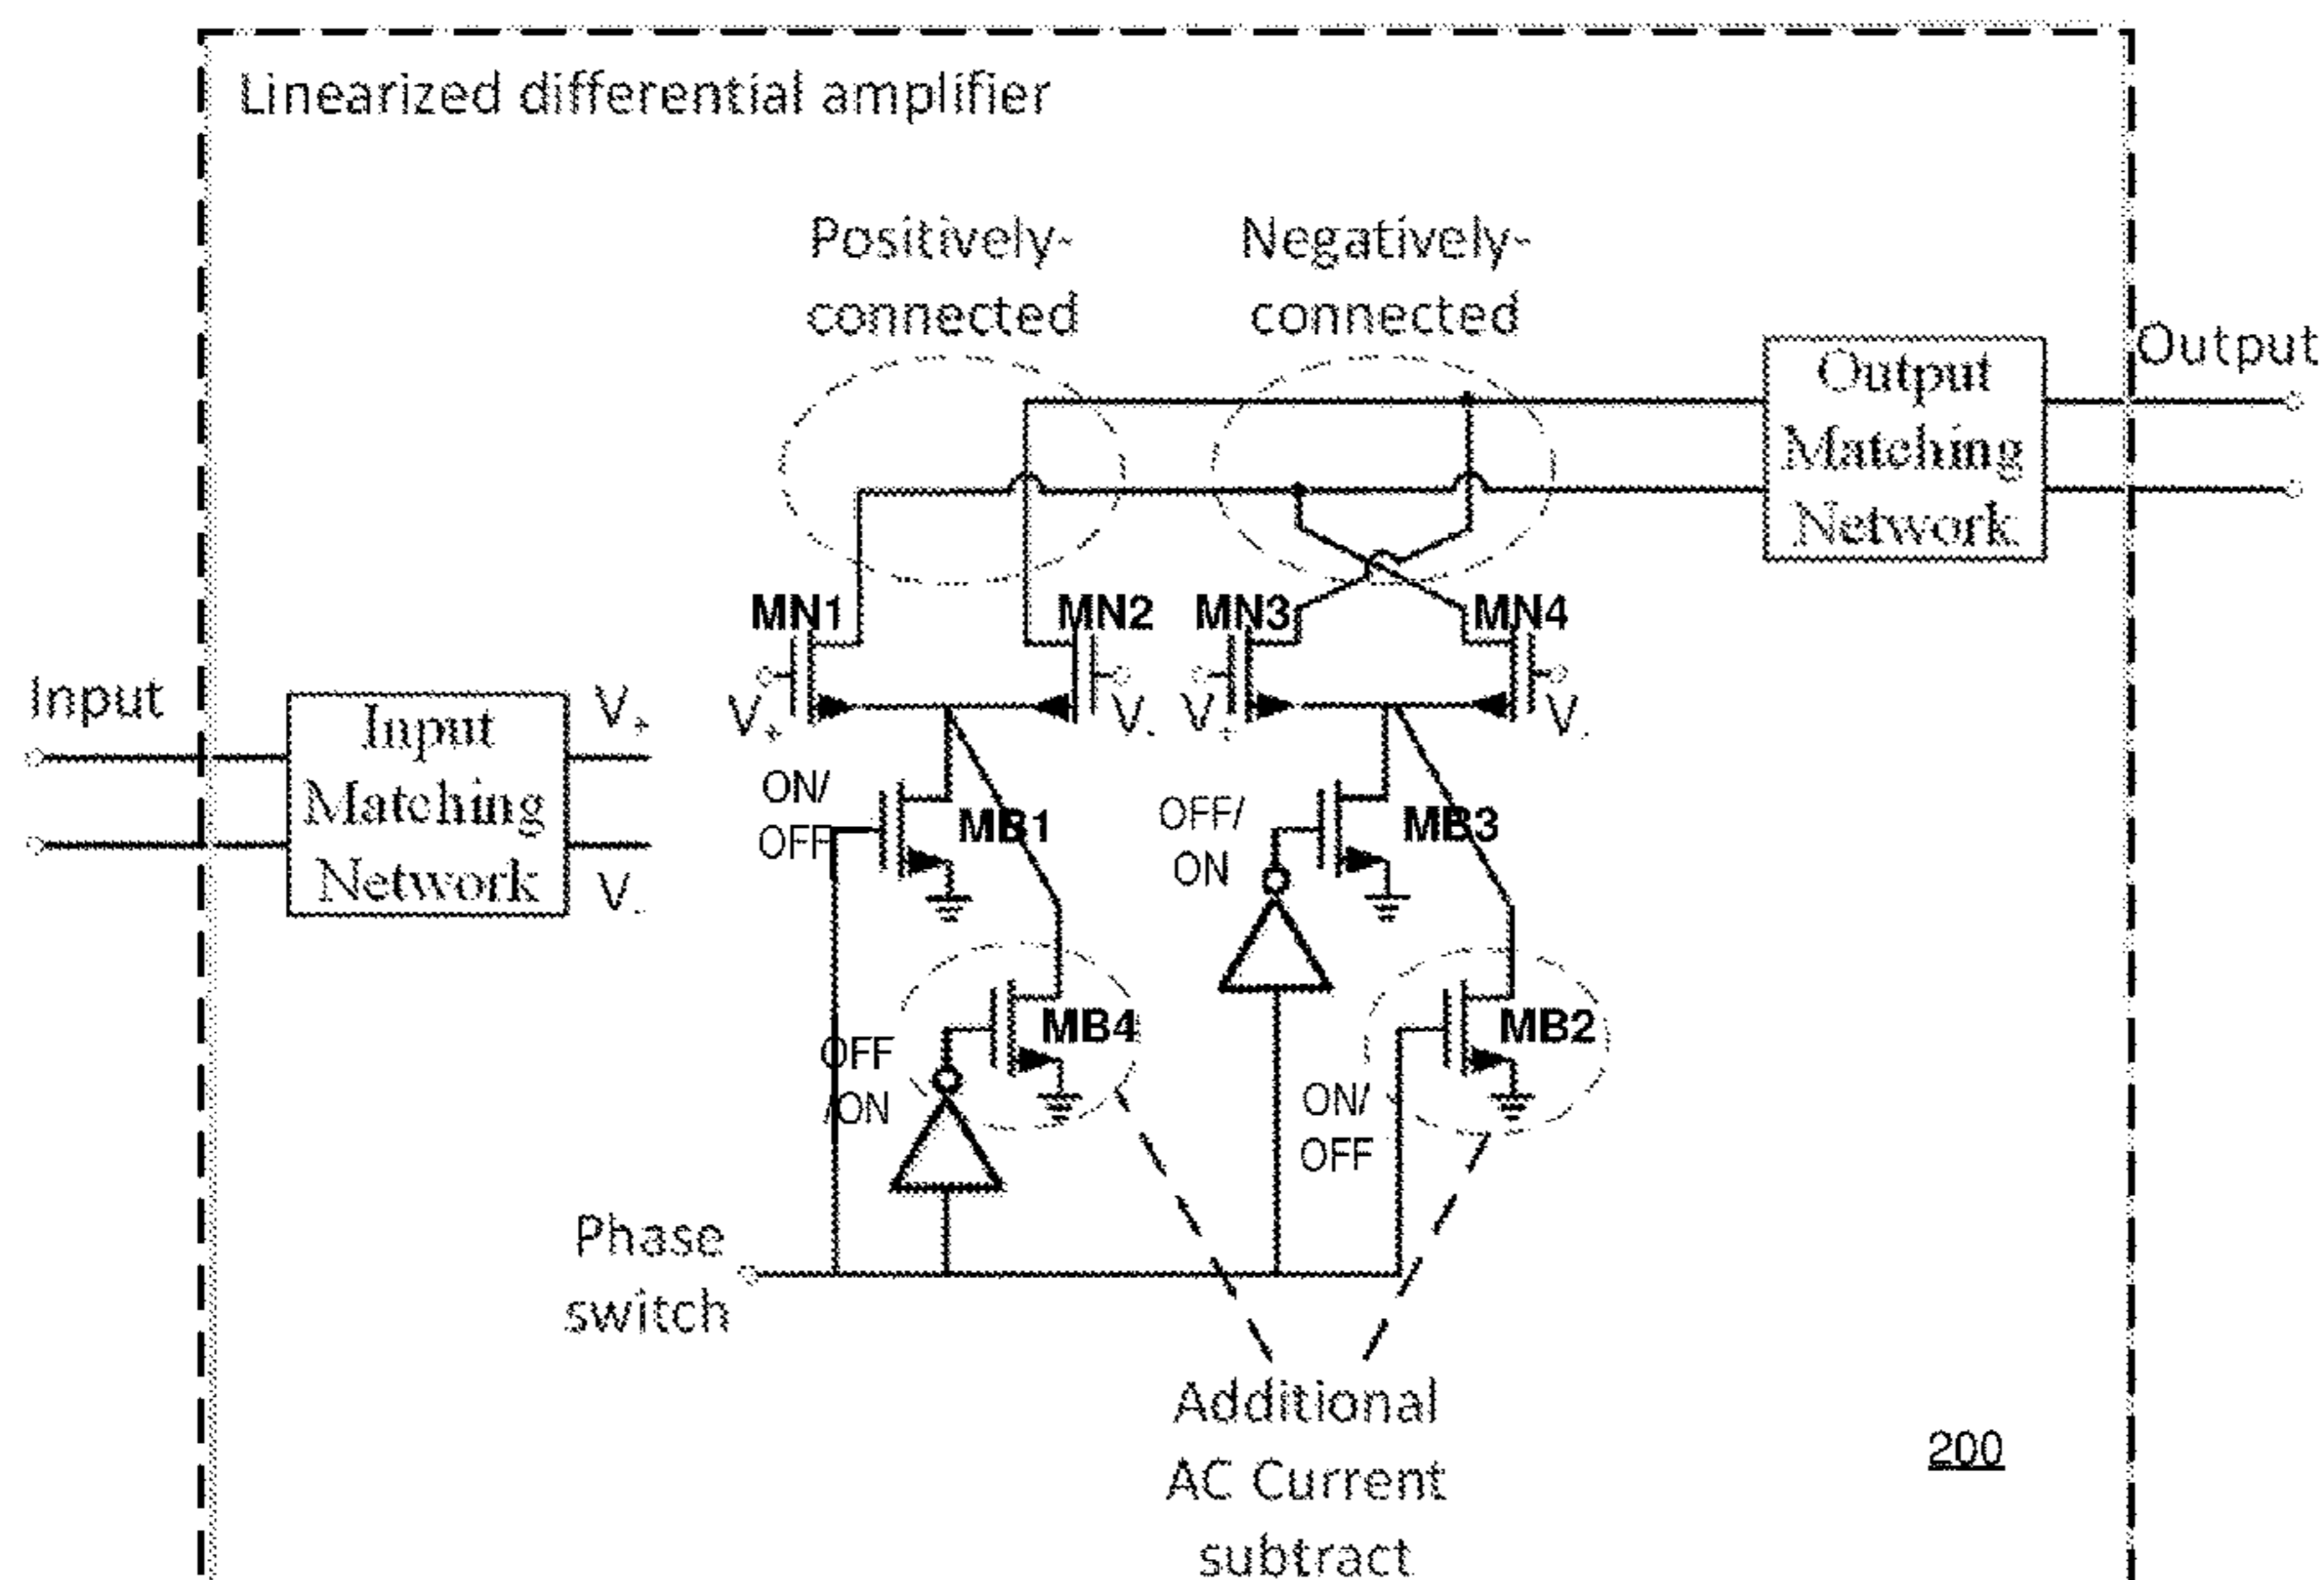 Linearized differential amplifier
Positively-
connected
Negatively-
connected
Output
Output
Matching
Network
MN1
MN2
MN3
MN4
Input
Input
Matching
Network
V+
V-
V+
V-
V+
V-
ON/
OFF
MB1
OFF/
ON
MB3
OFF
/ON
MB4
ON/
OFF
MB2
Phase
switch
Additional
AC Current
subtract
200